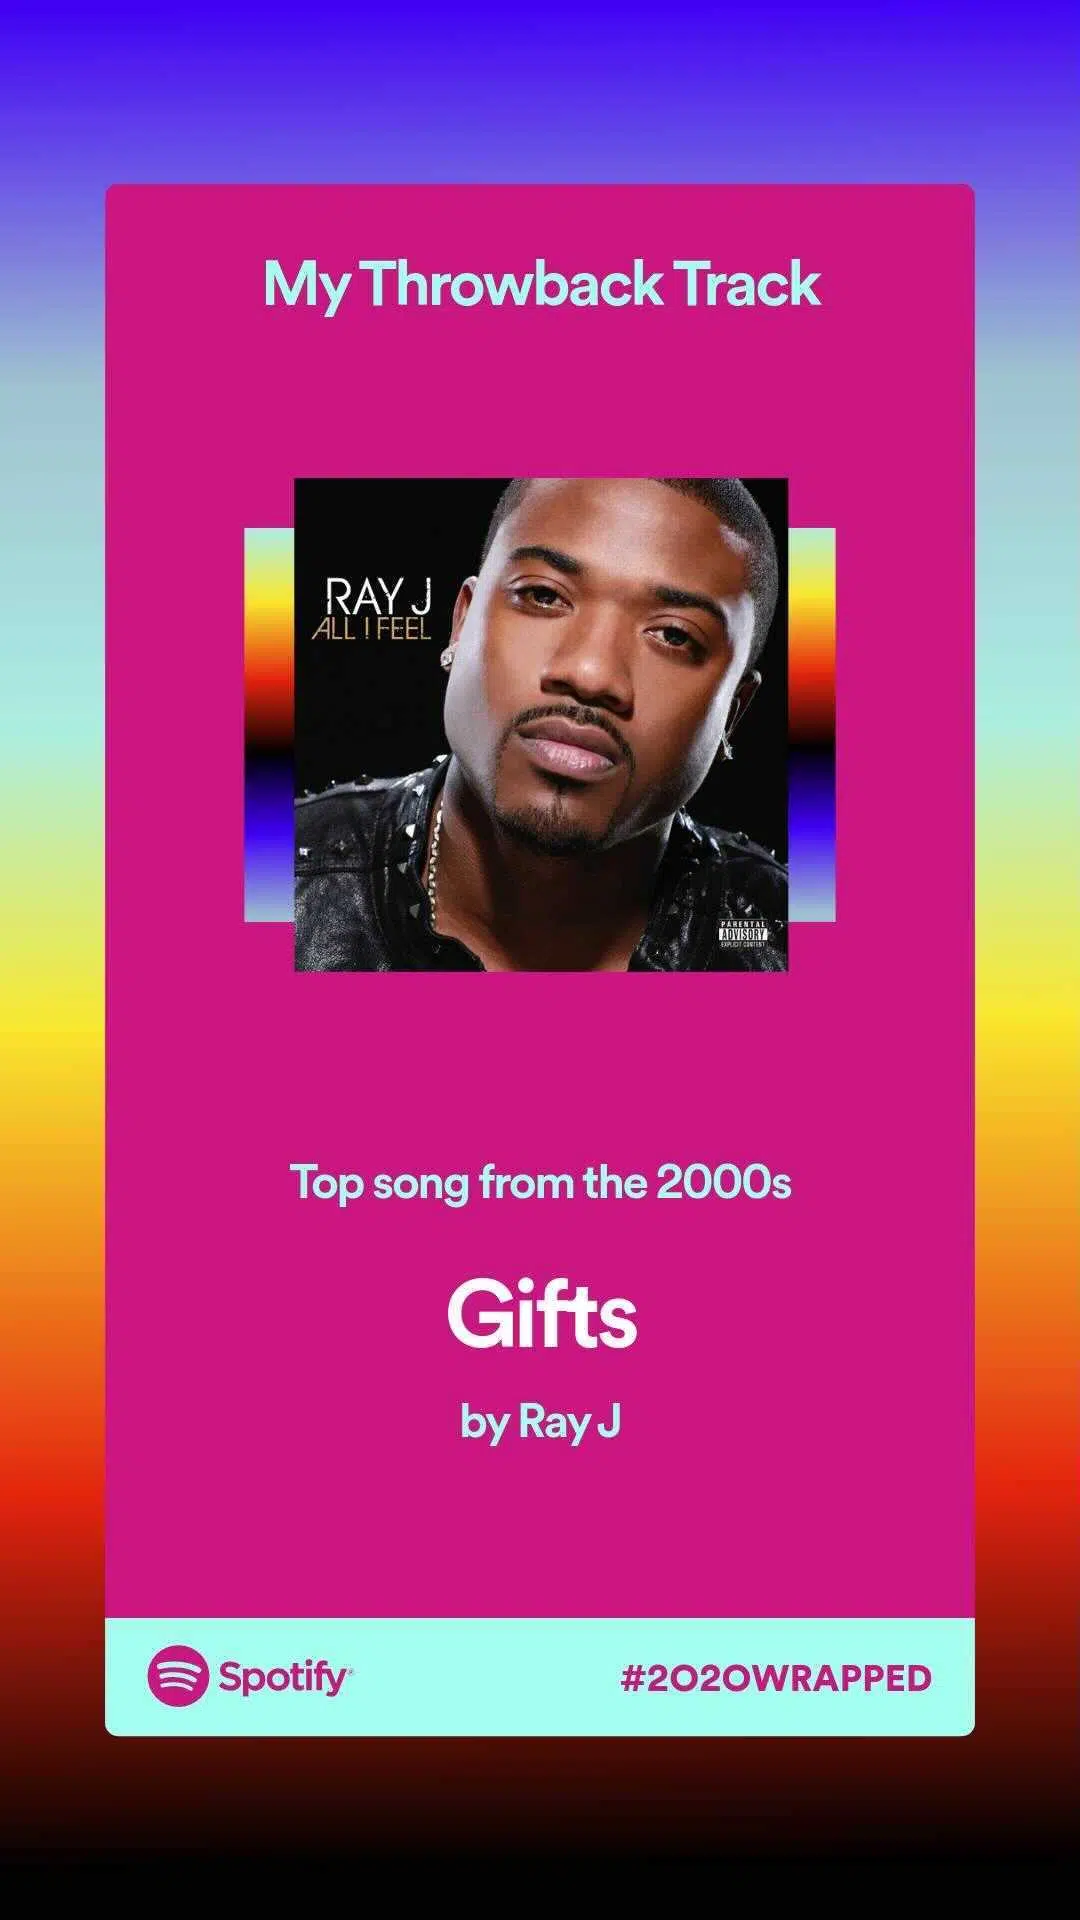 My Throwback Track
RAY J
ALL I FEEL
PARENTAL
ADVISORY
EXPLICIT CONTENT
Top song from the 2000s
Gifts
by Ray J
Spotify®
#2020WRAPPED